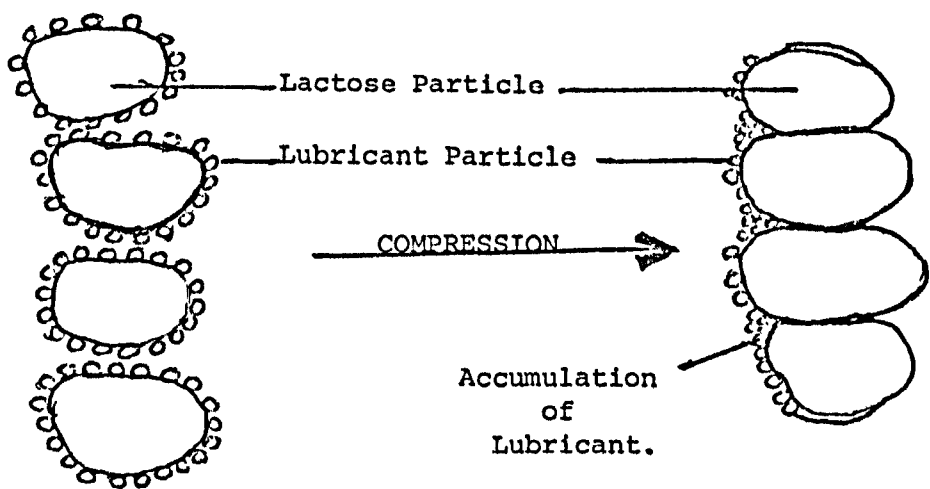 Lactose Particle
Lubricant Particle
COMPRESSION
Accumulation
of
Lubricant.